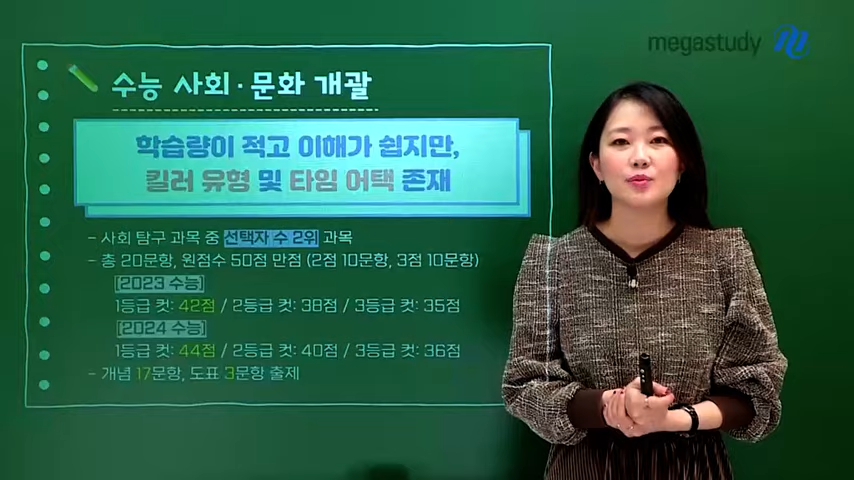 megastudy
수능 사회·문화 개괄
학습량이 적고 이해가 쉽지만,
킬러 유형 및 타임 어택 존재
- 사회 탐구 과목 중 선택자 수 2위 과목
- 총 20문항, 원점수 50점 만점 (2점 10문항, 3점 10문항)
[2023 수능]
1등급 컷: 42점 / 2등급 컷: 38점 / 3등급 컷: 35점
[2024 수능]
1등급 컷: 44점 / 2등급 컷: 40점 / 3등급 컷: 36점
- 개념 17문항, 도표 3문항 출제